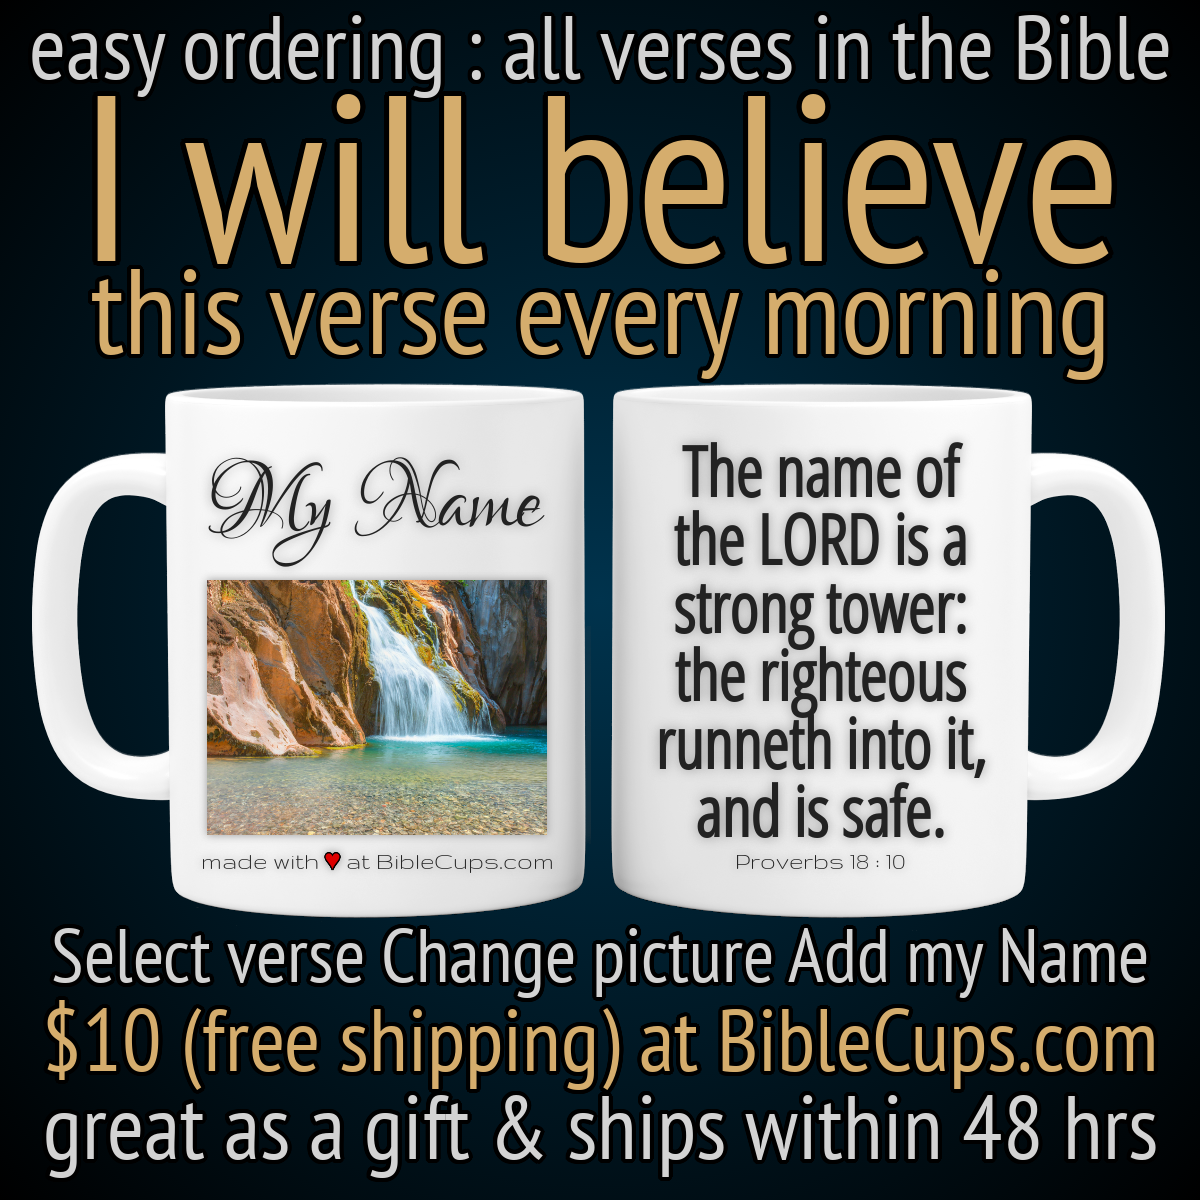 easy ordering : all verses in the Bible
I will believe
this verse every morning
My Name
made with ♥ at BibleCups.com
The name of
the LORD is a
strong tower:
the righteous
runneth into it,
and is safe.
Proverbs 18 : 10
Select verse Change picture Add my Name
$10 (free shipping) at BibleCups.com
great as a gift & ships within 48 hrs